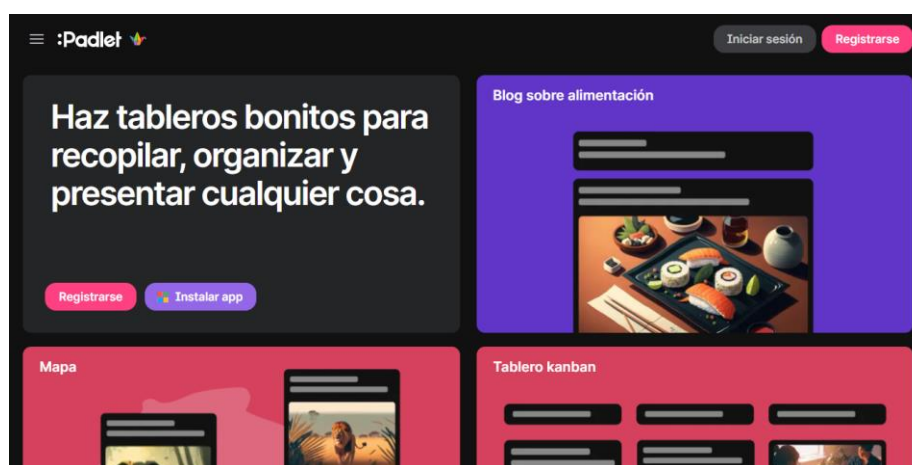 :Padlet
Iniciar sesión
Registrarse
Haz tableros bonitos para
recopilar, organizar y
presentar cualquier cosa.
Registrarse
Instalar app
Blog sobre alimentación
Mapa
Tablero kanban